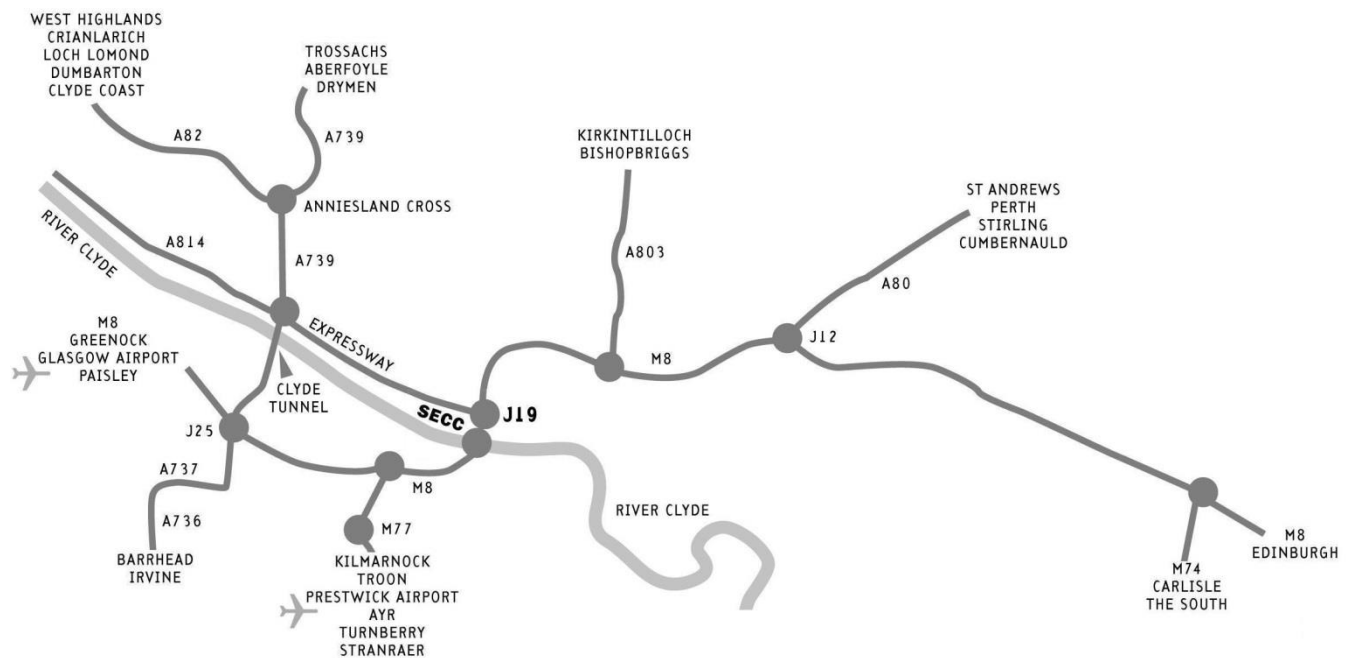 WEST HIGHLANDS
CRIANLARICH
LOCH LOMOND
DUMBARTON
CLYDE COAST
TROSSACHS
ABERFOYLE
DRYMEN
A82
A739
KIRKINTILLOCH
BISHOPBRIGGS
ST ANDREWS
PERTH
STIRLING
CUMBERNAULD
ANNIESLAND CROSS
RIVER CLYDE
A814
A739
A803
A80
M8
GREENOCK
GLASGOW AIRPORT
PAISLEY
EXPRESSWAY
CLYDE
TUNNEL
M8
J12
SECC
J19
J25
A737
A736
M8
M77
BARRHEAD
IRVINE
KILMARNOCK
TROON
PRESTWICK AIRPORT
AYR
TURNBERRY
STRANRAER
RIVER CLYDE
M8
EDINBURGH
M74
CARLISLE
THE SOUTH